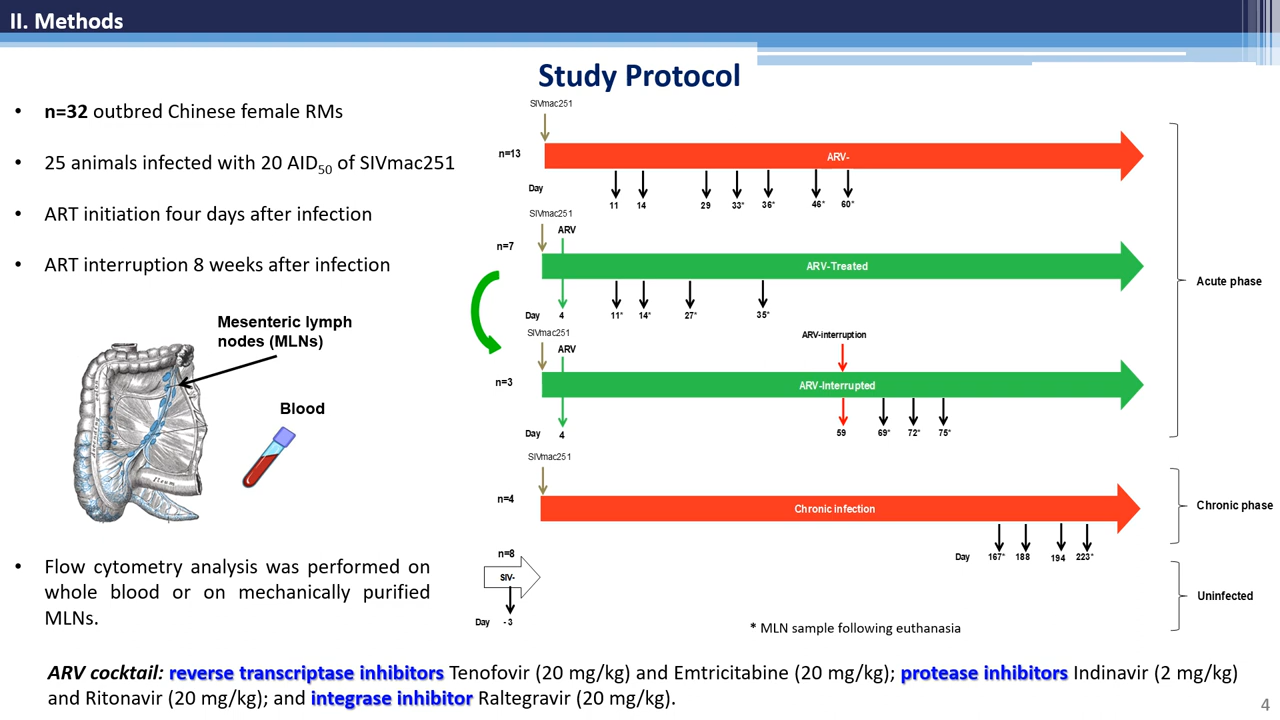 II. Methods
Study Protocol
• n=32 outbred Chinese female RMs
• 25 animals infected with 20 AID50 of SIVmac251
• ART initiation four days after infection
• ART interruption 8 weeks after infection
Mesenteric lymph
nodes (MLNs)
Blood
• Flow cytometry analysis was performed on
whole blood or on mechanically purified
MLNs.
SIVmac251
n=13
ARV-
Day
11 14 29 33* 36* 46* 60*
SIVmac251
ARV
n=7
ARV-Treated
Day 4 11* 14* 27* 35*
SIVmac251
ARV
ARV-interruption
n=3
ARV-Interrupted
Day 4 59 69* 72* 75*
Acute phase
SIVmac251
n=4
Chronic infection
Day 167* 188 194 223*
Chronic phase
n=8
SIV-
Day - 3
Uninfected
* MLN sample following euthanasia
ARV cocktail: reverse transcriptase inhibitors Tenofovir (20 mg/kg) and Emtricitabine (20 mg/kg); protease inhibitors Indinavir (2 mg/kg)
and Ritonavir (20 mg/kg); and integrase inhibitor Raltegravir (20 mg/kg).
4